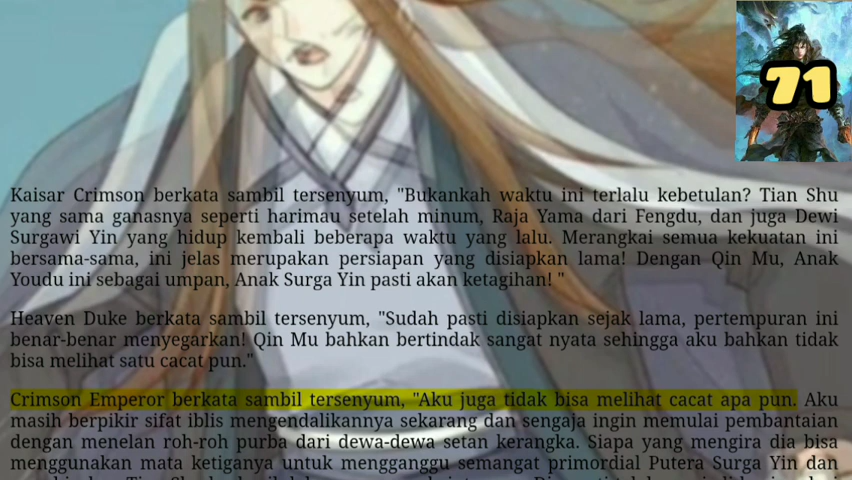 71
Kaisar Crimson berkata sambil tersenyum, "Bukankah waktu ini terlalu kebetulan? Tian Shu
yang sama ganasnya seperti harimau setelah minum, Raja Yama dari Fengdu, dan juga Dewi
Surgawi Yin yang hidup kembali beberapa waktu yang lalu. Merangkai semua kekuatan ini
bersama-sama, ini jelas merupakan persiapan yang disiapkan lama! Dengan Qin Mu, Anak
Youdu ini sebagai umpan, Anak Surga Yin pasti akan ketagihan! "
Heaven Duke berkata sambil tersenyum, "Sudah pasti disiapkan sejak lama, pertempuran ini
benar-benar menyegarkan! Qin Mu bahkan bertindak sangat nyata sehingga aku bahkan tidak
bisa melihat satu cacat pun."
Crimson Emperor berkata sambil tersenyum, "Aku juga tidak bisa melihat cacat apa pun. Aku
masih berpikir sifat iblis mengendalikannya sekarang dan sengaja ingin memulai pembantaian
dengan menelan roh-roh purba dari dewa-dewa setan kerangka. Siapa yang mengira dia bisa
menggunakan mata ketiganya untuk mengganggu semangat primordial Putera Surga Yin dan